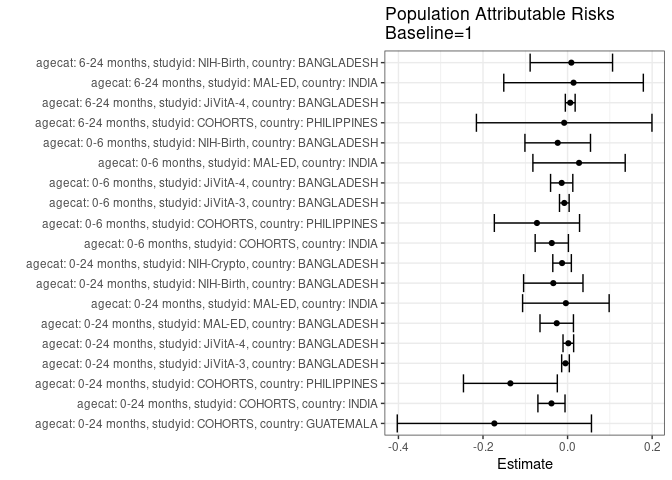 Population Attributable Risks
Baseline=1
agecat: 6-24 months, studyid: NIH-Birth, country: BANGLADESH
agecat: 6-24 months, studyid: MAL-ED, country: INDIA
agecat: 6-24 months, studyid: JiVitA-4, country: BANGLADESH
agecat: 6-24 months, studyid: COHORTS, country: PHILIPPINES
agecat: 0-6 months, studyid: NIH-Birth, country: BANGLADESH
agecat: 0-6 months, studyid: MAL-ED, country: INDIA
agecat: 0-6 months, studyid: JiVitA-4, country: BANGLADESH
agecat: 0-6 months, studyid: JiVitA-3, country: BANGLADESH
agecat: 0-6 months, studyid: COHORTS, country: PHILIPPINES
agecat: 0-6 months, studyid: COHORTS, country: INDIA
agecat: 0-24 months, studyid: NIH-Crypto, country: BANGLADESH
agecat: 0-24 months, studyid: NIH-Birth, country: BANGLADESH
agecat: 0-24 months, studyid: MAL-ED, country: INDIA
agecat: 0-24 months, studyid: MAL-ED, country: BANGLADESH
agecat: 0-24 months, studyid: JiVitA-4, country: BANGLADESH
agecat: 0-24 months, studyid: JiVitA-3, country: BANGLADESH
agecat: 0-24 months, studyid: COHORTS, country: PHILIPPINES
agecat: 0-24 months, studyid: COHORTS, country: INDIA
agecat: 0-24 months, studyid: COHORTS, country: GUATEMALA
-0.4 -0.2 0.0 0.2
Estimate